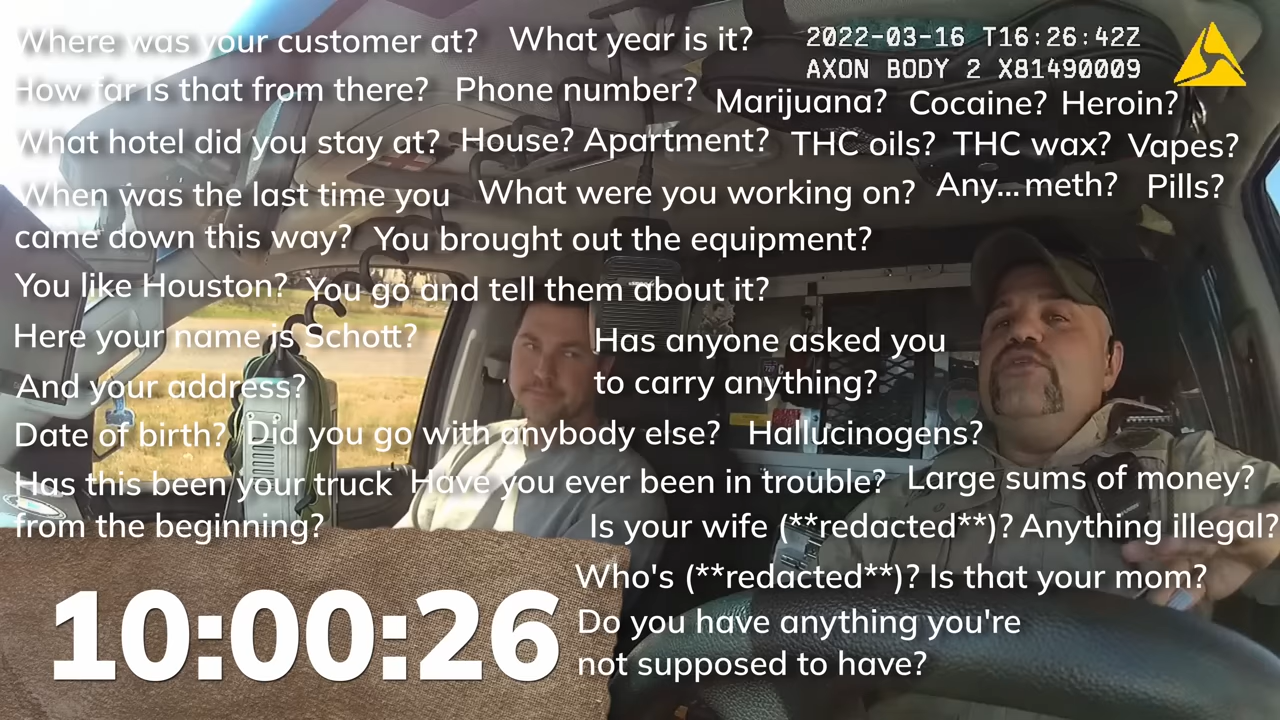 Where was your customer at? What year is it?
2022-03-16 T16:26:42Z
AXON BODY 2 X81490009
How far is that from there? Phone number? Marijuana? Cocaine? Heroin?
What hotel did you stay at? House? Apartment? THC oils? THC wax? Vapes?
When was the last time you
came down this way?
What were you working on? Any...meth? Pills?
You brought out the equipment?
You like Houston? You go and tell them about it?
Here your name is Schott?
Has anyone asked you
to carry anything?
And your address?
Date of birth? Did you go with anybody else? Hallucinogens?
Has this been your truck
from the beginning?
Have you ever been in trouble? Large sums of money?
Is your wife (**redacted**)? Anything illegal?
Who's (**redacted**)? Is that your mom?
Do you have anything you're
not supposed to have?
10:00:26